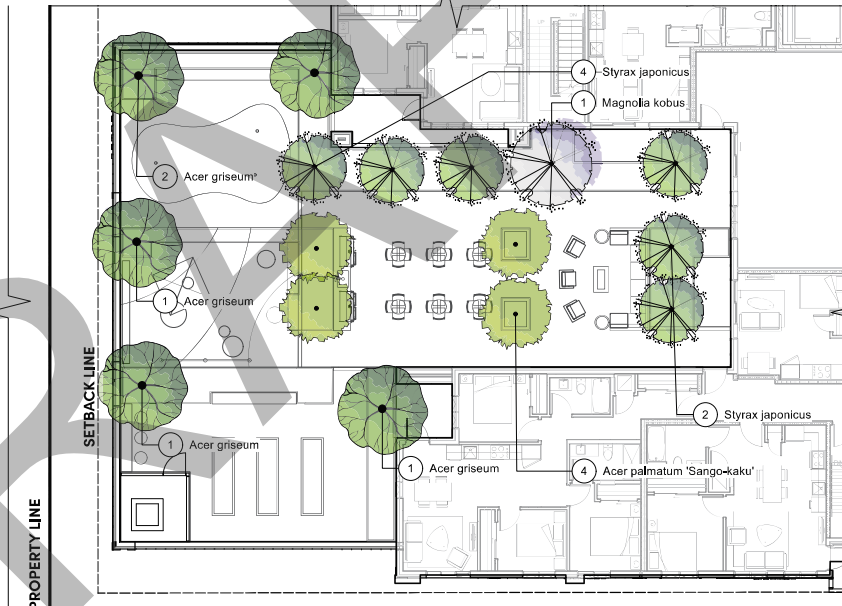 4 Styrax japonicus
1 Magnolia kobus
2 Acer griseum
1 Acer griseum
SETBACK LINE
2 Styrax japonicus
1 Acer griseum
1 Acer griseum
4 Acer palmatum 'Sango-kaku'
PROPERTY LINE